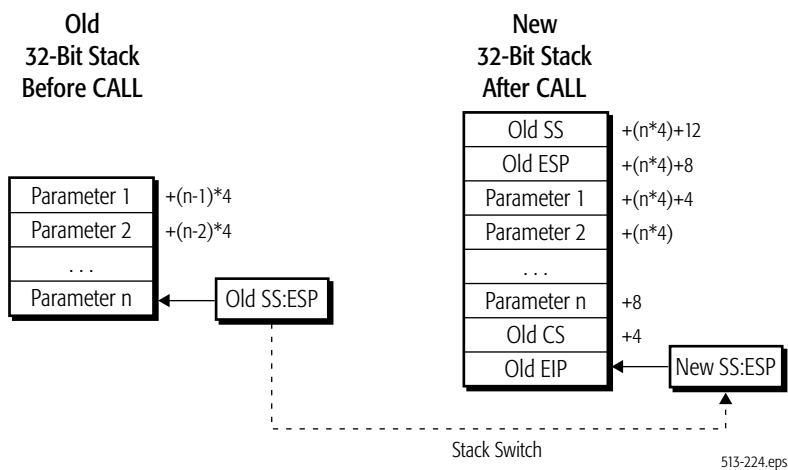 Old
32-Bit Stack
Before CALL
New
32-Bit Stack
After CALL
Old SS +(n*4)+12
Old ESP +(n*4)+8
Parameter 1 +(n-1)*4
Parameter 1 +(n*4)+4
Parameter 2 +(n-2)*4
Parameter 2 +(n*4)
. . .
. . .
Parameter n
Old SS:ESP
Parameter n +8
Old CS +4
Old EIP
New SS:ESP
Stack Switch
513-224.eps